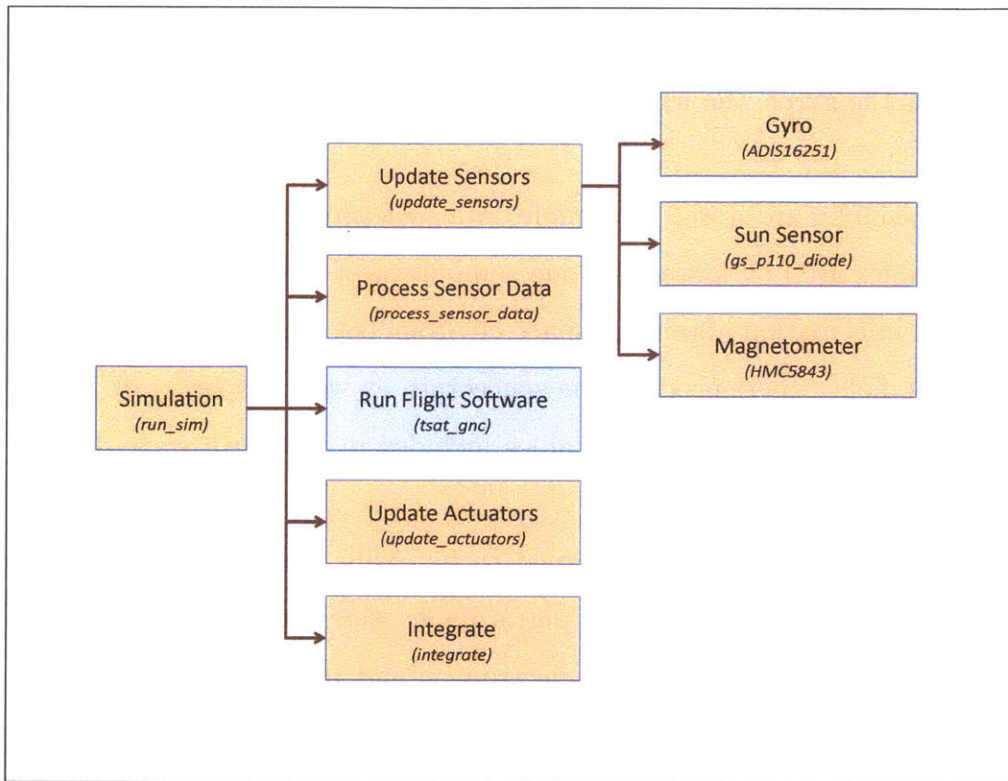 Simulation
(run_sim)
Update Sensors
(update_sensors)
Process Sensor Data
(process_sensor_data)
Run Flight Software
(tsat_gnc)
Update Actuators
(update_actuators)
Integrate
(integrate)
Gyro
(ADIS16251)
Sun Sensor
(gs_p110_diode)
Magnetometer
(HMC5843)